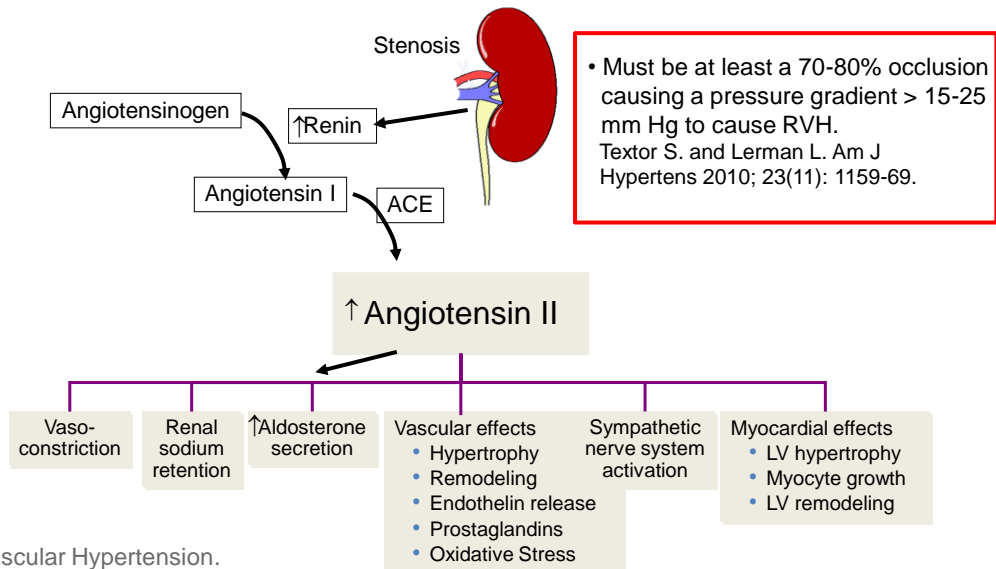 Stenosis
Angiotensinogen
↑Renin
Angiotensin I
ACE
• Must be at least a 70-80% occlusion
causing a pressure gradient > 15-25
mm Hg to cause RVH.
Textor S. and Lerman L. Am J
Hypertens 2010; 23(11): 1159-69.
↑ Angiotensin II
Vaso-
constriction
Renal
sodium
retention
↑Aldosterone
secretion
Vascular effects
• Hypertrophy
• Remodeling
• Endothelin release
• Prostaglandins
• Oxidative Stress
Sympathetic
nerve system
activation
Myocardial effects
• LV hypertrophy
• Myocyte growth
• LV remodeling
Hypertension.